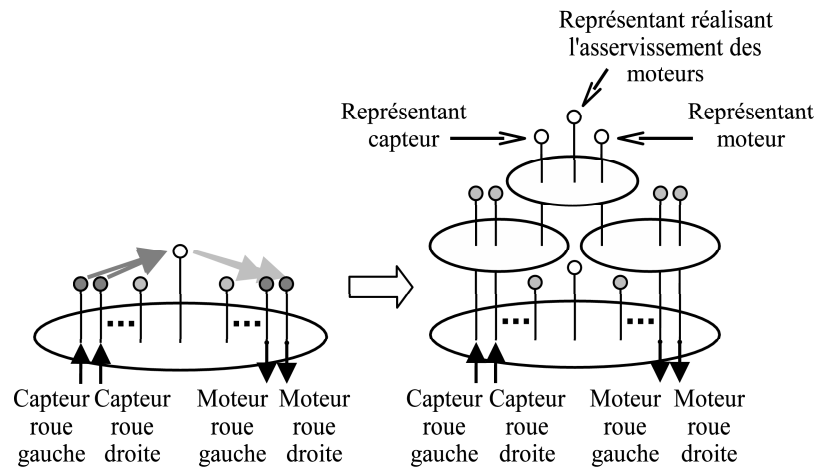 Représentant réalisant
l'asservissement des
moteurs
Représentant
capteur
Représentant
moteur
Capteur
roue
gauche
Capteur
roue
droite
Moteur
roue
gauche
Moteur
roue
droite
Capteur
roue
gauche
Capteur
roue
droite
Moteur
roue
gauche
Moteur
roue
droite